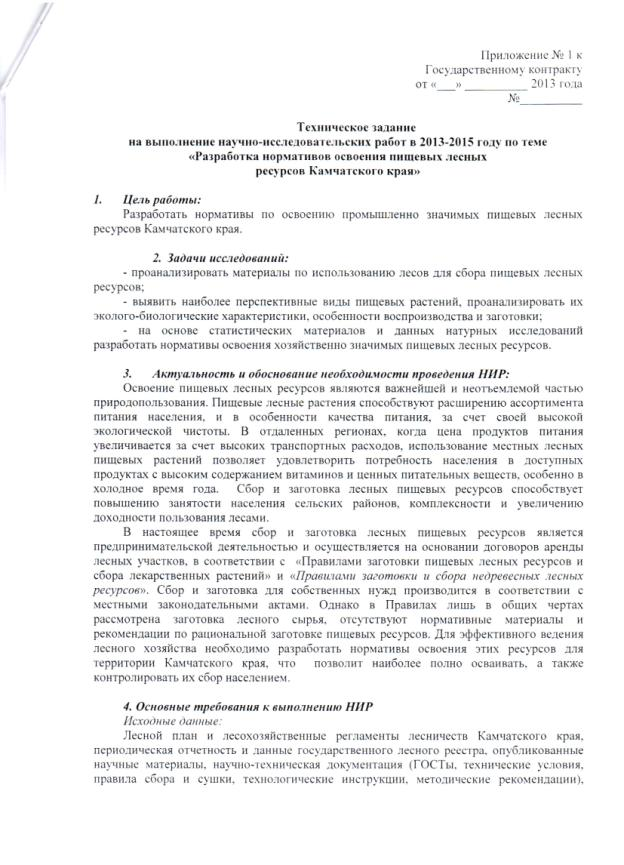 Приложение № 1 к
Государственному контракту
от «___» __________ 2013 года
№__________
Техническое задание
на выполнение научно-исследовательских работ в 2013-2015 году по теме
«Разработка нормативов освоения пищевых лесных
ресурсов Камчатского края»
1. Цель работы:
Разработать нормативы по освоению промышленно значимых пищевых лесных
ресурсов Камчатского края.
2. Задачи исследований:
- проанализировать материалы по использованию лесов для сбора пищевых лесных
ресурсов;
- выявить наиболее перспективные виды пищевых растений, проанализировать их
эколого-биологические характеристики, особенности воспроизводства и заготовки;
- на основе статистических материалов и данных натурных исследований
разработать нормативы освоения хозяйственно значимых пищевых лесных ресурсов.
3. Актуальность и обоснование необходимости проведения НИР:
Освоение пищевых лесных ресурсов являются важнейшей и неотъемлемой частью
природопользования. Пищевые лесные растения способствуют расширению ассортимента
питания населения, и в особенности качества питания, за счет своей высокой
экологической чистоты. В отдаленных регионах, когда цена продуктов питания
увеличивается за счет высоких транспортных расходов, использование местных лесных
пищевых растений позволяет удовлетворить потребность населения в доступных
продуктах с высоким содержанием витаминов и ценных питательных веществ, особенно в
холодное время года. Сбор и заготовка лесных пищевых ресурсов способствует
повышению занятости населения сельских районов, комплексности и увеличению
доходности пользования лесами.
В настоящее время сбор и заготовка лесных пищевых ресурсов является
предпринимательской деятельностью и осуществляется на основании договоров аренды
лесных участков, в соответствии с «Правилами заготовки пищевых лесных ресурсов и
сбора лекарственных растений» и «Правилами заготовки и сбора недревесных лесных
ресурсов». Сбор и заготовка для собственных нужд производится в соответствии с
местными законодательными актами. Однако в Правилах лишь в общих чертах
рассмотрена заготовка лесного сырья, отсутствуют нормативные материалы и
рекомендации по рациональной заготовке пищевых ресурсов. Для эффективного ведения
лесного хозяйства необходимо разработать нормативы освоения этих ресурсов для
территории Камчатского края, что позволит наиболее полно осваивать, а также
контролировать их сбор населением.
4. Основные требования к выполнению НИР
Исходные данные:
Лесной план и лесохозяйственные регламенты лесничеств Камчатского края,
периодическая отчетность и данные государственного лесного реестра, опубликованные
научные материалы, научно-техническая документация (ГОСТы, технические условия,
правила сбора и сушки, технологические инструкции, методические рекомендации),